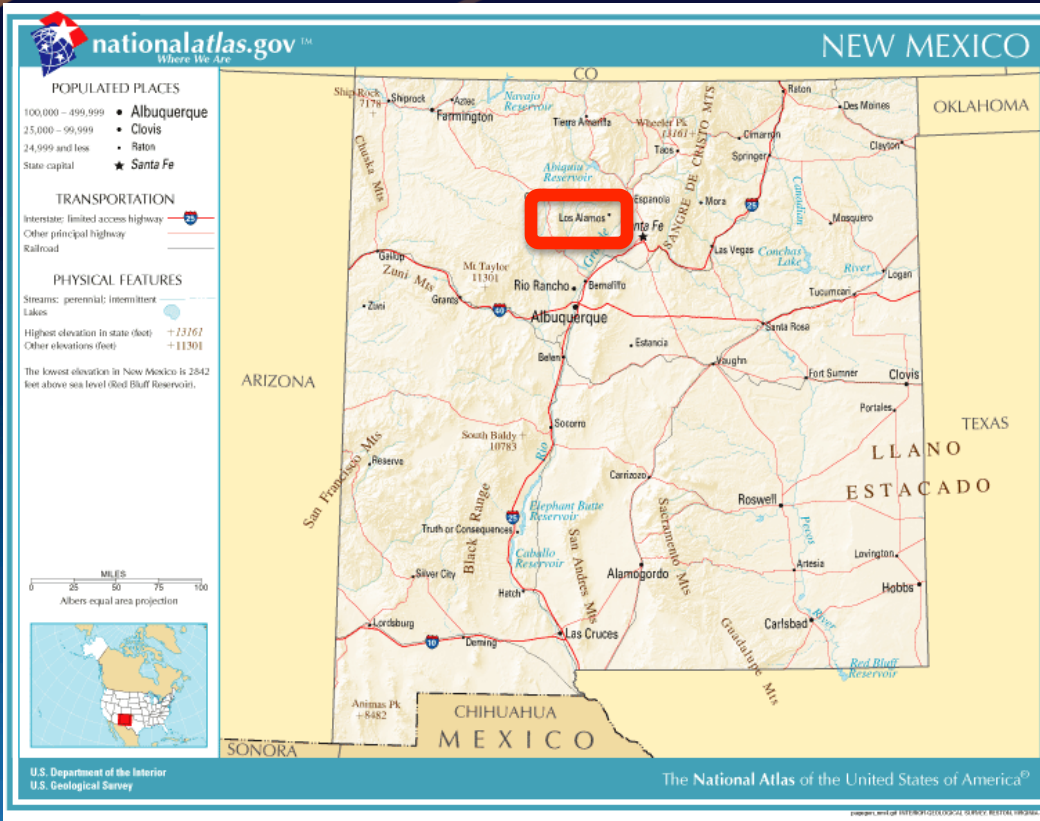 nationalatlas.gov ™
Where We Are
NEW MEXICO
POPULATED PLACES
100,000 – 499,999 • Albuquerque
25,000 – 99,999 • Clovis
24,999 and less • Raton
State capital ★ Santa Fe
TRANSPORTATION
Interstate; limited access highway 25
Other principal highway
Railroad
PHYSICAL FEATURES
Streams: perennial; intermittent
Lakes
Highest elevation in state (feet) +13161
Other elevations (feet) +11301
The lowest elevation in New Mexico is 2842
feet above sea level (Red Bluff Reservoir).
MILES
0 25 50 75 100
Albers equal area projection
CO
OKLAHOMA
ARIZONA
TEXAS
SONORA
CHIHUAHUA
MEXICO
Ship Rock
7178
+
Shiprock
Aztec
Farmington
Navajo
Reservoir
Tierra Amarilla
Wheeler Pk
13161+
Taos
Raton
Des Moines
Cimarron
Springer
Clayton
Chuska Mts
Abiquiu
Reservoir
SANGRE DE CRISTO MTS
Los Alamos
Espanola
Mora
25
Canadian
Mosquero
nta Fe
Grande
Las Vegas
Conchas
Lake
River
Logan
Tucumcari
Gallup
Zuni Mts
Mt Taylor
11301
+
Rio Rancho
Bernalillo
Zuni
Grants
40
Albuquerque
Santa Rosa
Estancia
Belen
Vaughn
Fort Sumner
Clovis
Portales
Socorro
South Baldy +
10783
Rio
LLANO
ESTACADO
San Francisco Mts
Reserve
Carrizozo
Roswell
Elephant Butte
Reservoir
25
Truth or Consequences
Black Range
Caballo
Reservoir
San Andres Mts
Sacramento Mts
Pecos
Artesia
Lovington
Alamogordo
Hobbs
Silver City
Hatch
Lordsburg
10
Deming
Las Cruces
Carlsbad
River
Guadalupe Mts
Red Bluff
Reservoir
Animas Pk
+8482
U.S. Department of the Interior
U.S. Geological Survey
The National Atlas of the United States of America®
INTERIOR-GEOLOGICAL SURVEY, RESTON, VIRGINIA